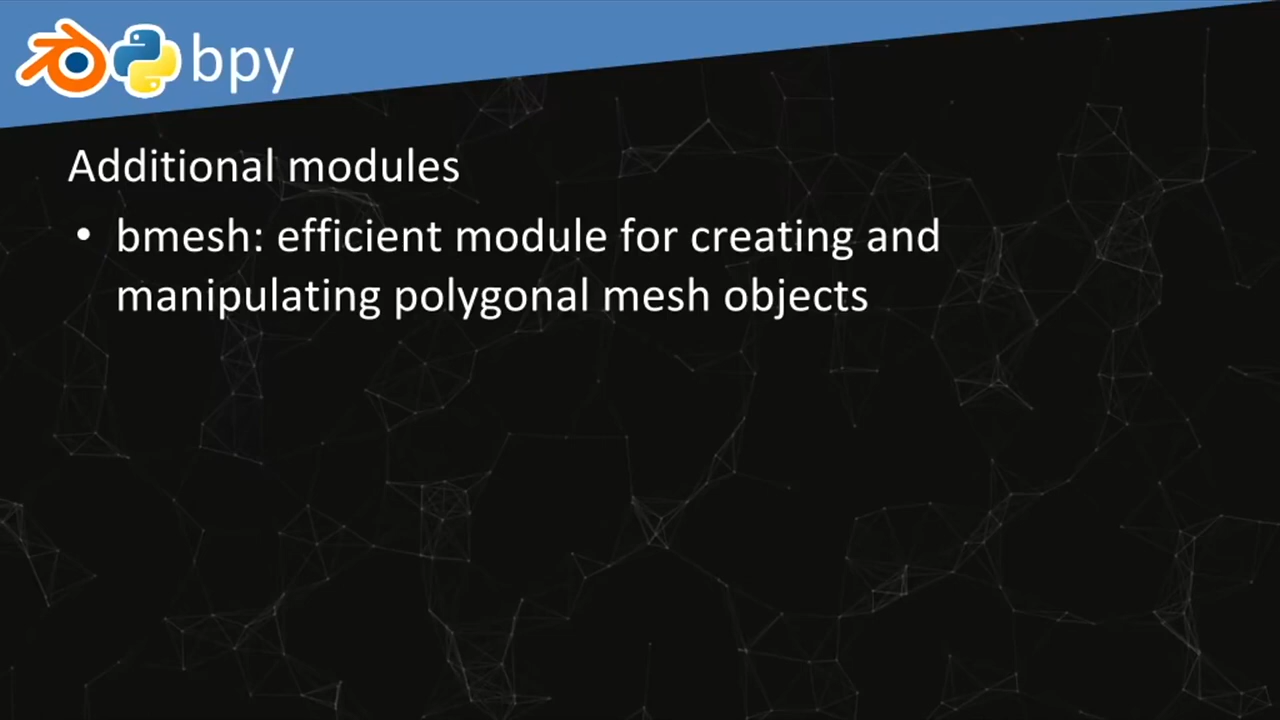 bpy
Additional modules
• bmesh: efficient module for creating and
manipulating polygonal mesh objects